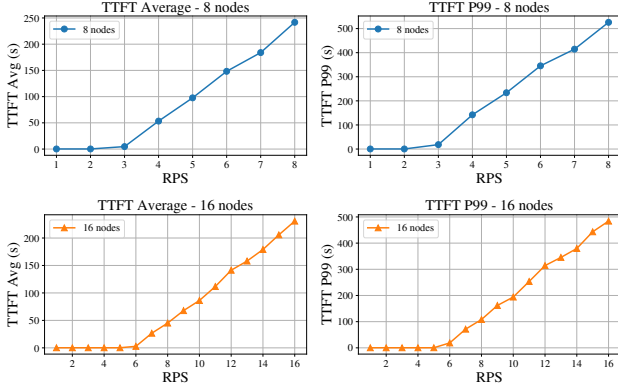 TTFT Average - 8 nodes
TTFT Avg (s)
250
200
150
100
50
0
8 nodes
1 2 3 4 5 6 7 8
RPS
TTFT P99 - 8 nodes
TTFT P99 (s)
500
400
300
200
100
0
8 nodes
1 2 3 4 5 6 7 8
RPS
TTFT Average - 16 nodes
TTFT Avg (s)
200
150
100
50
0
16 nodes
2 4 6 8 10 12 14 16
RPS
TTFT P99 - 16 nodes
TTFT P99 (s)
500
400
300
200
100
0
16 nodes
2 4 6 8 10 12 14 16
RPS